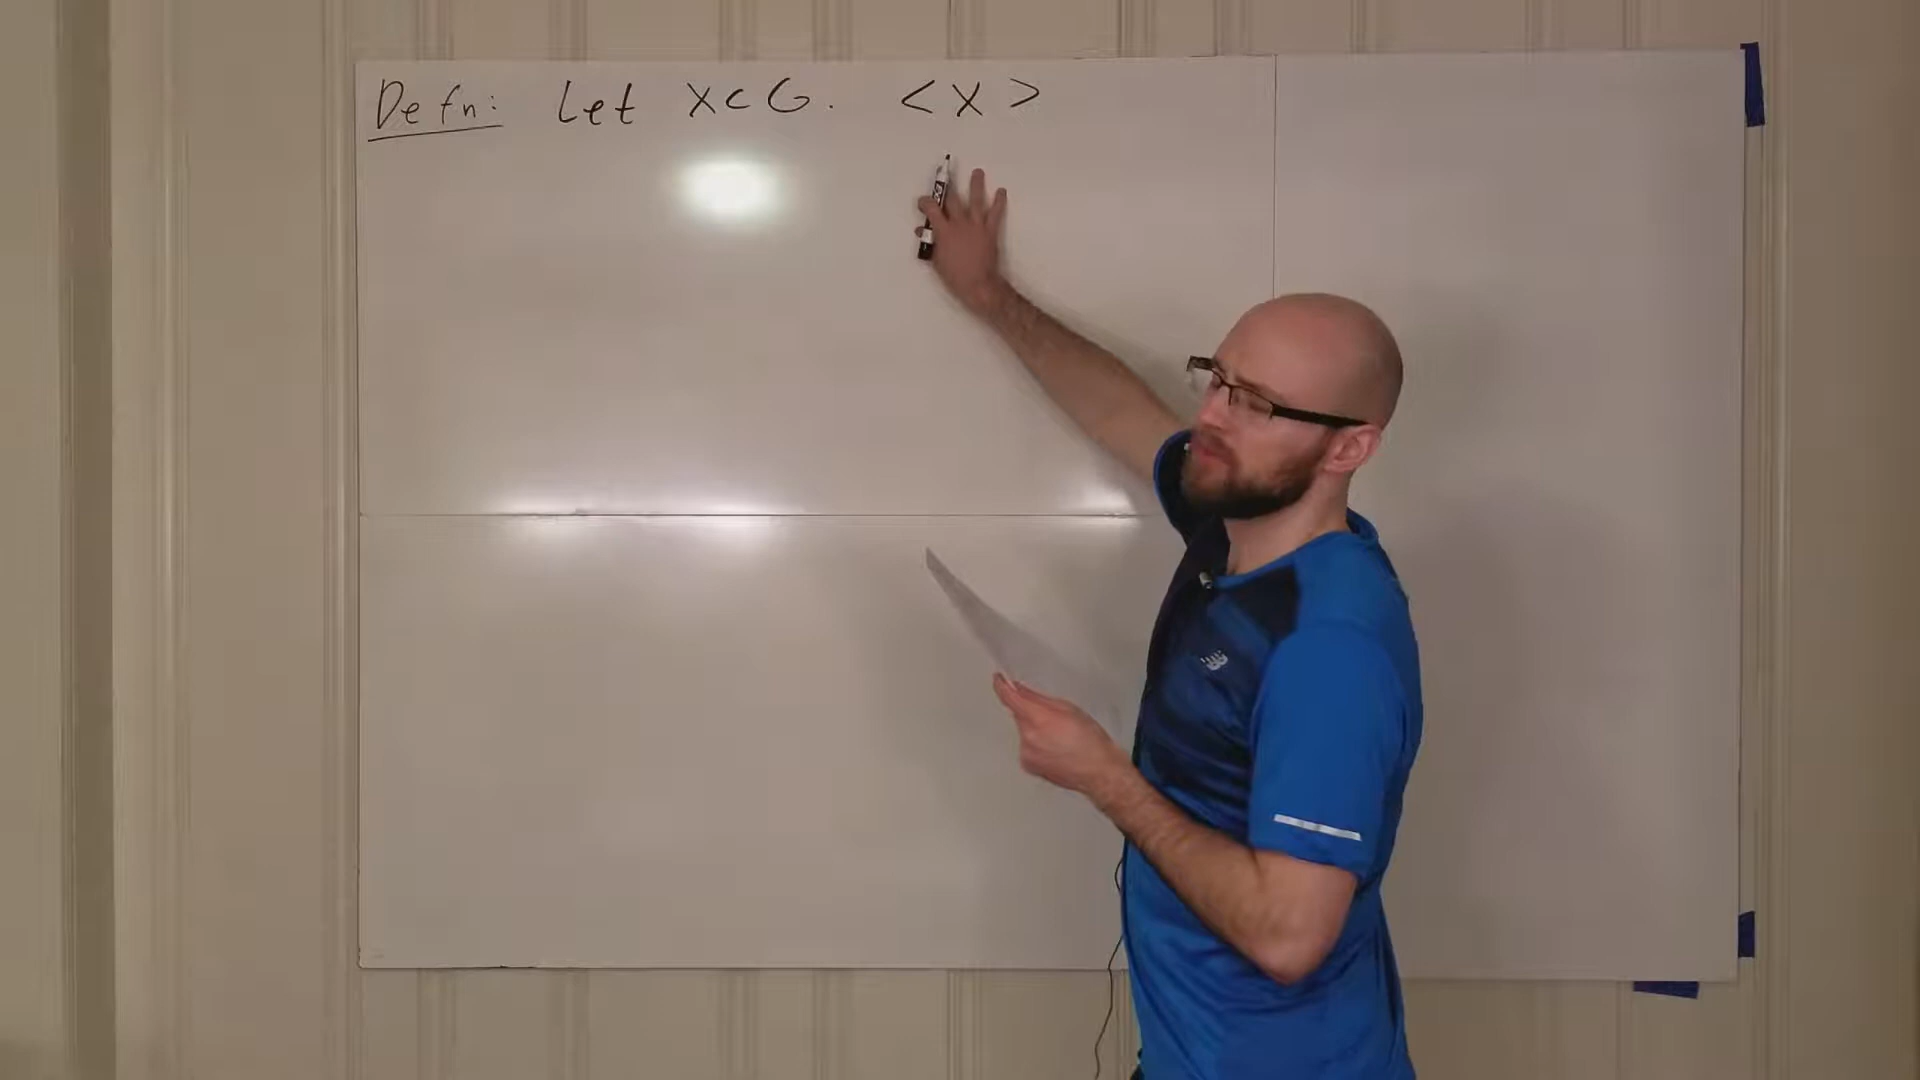 Defn: Let X⊂G. <X>